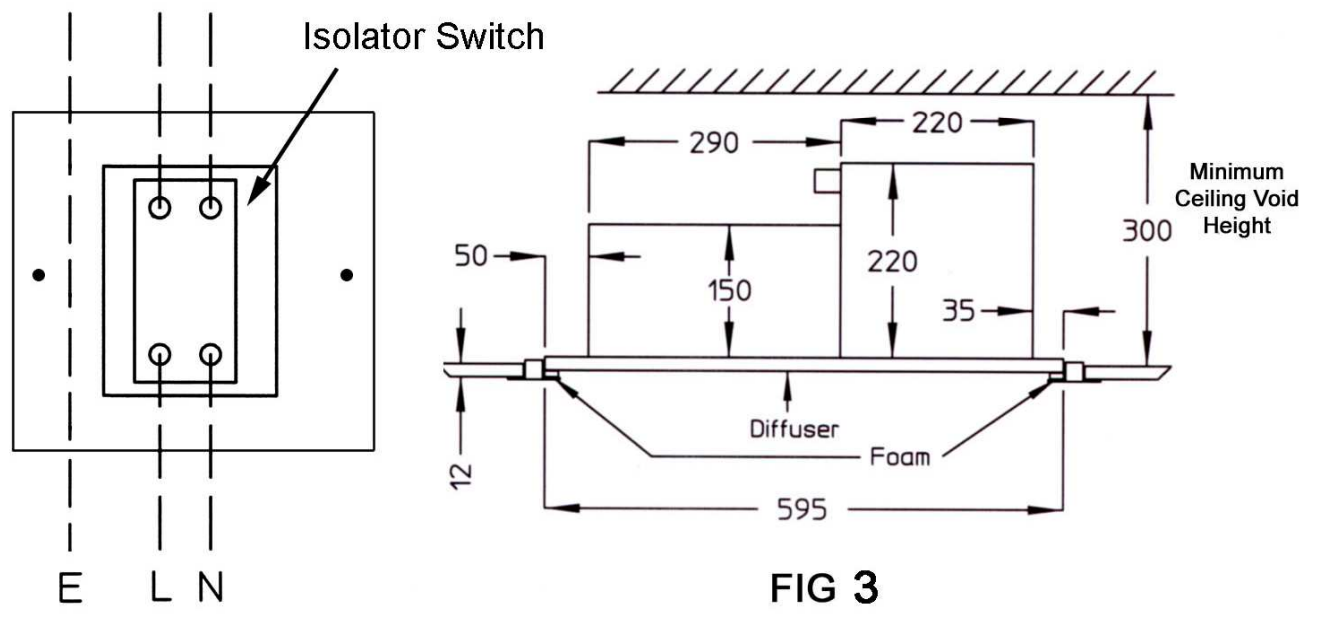 Isolator Switch
E L N
290
220
Minimum
Ceiling Void
Height
300
50
150
220
35
12
Diffuser
Foam
595
FIG 3